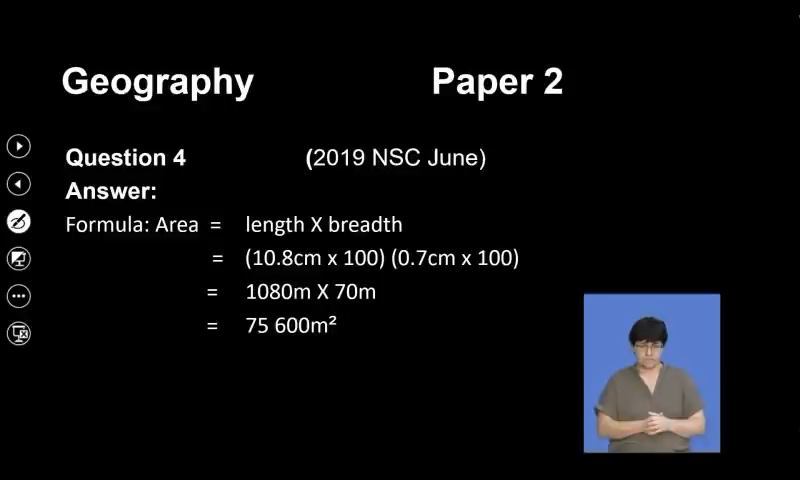 Geography Paper 2
Question 4 (2019 NSC June)
Answer:
Formula: Area = length X breadth
= (10.8cm x 100) (0.7cm x 100)
= 1080m X 70m
= 75 600m²